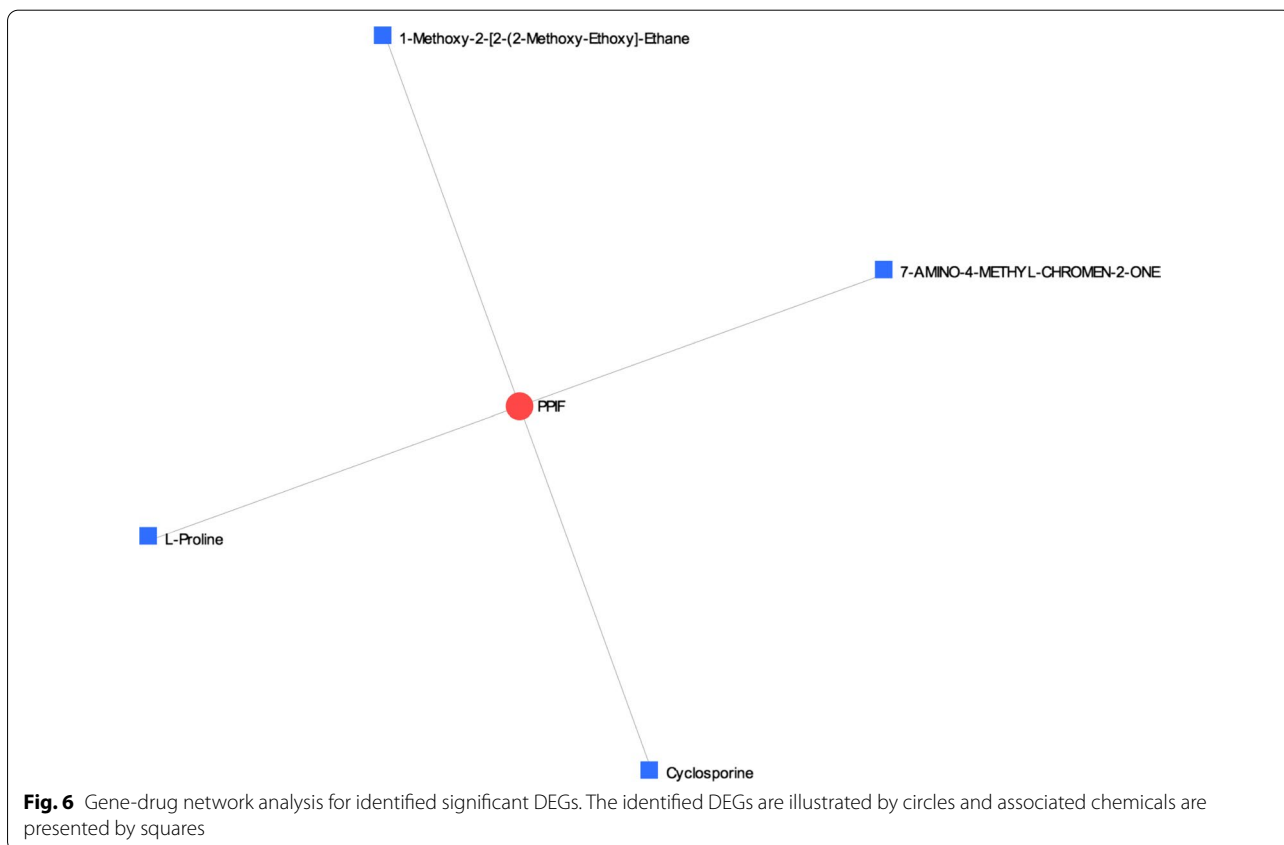 1-Methoxy-2-[2-(2-Methoxy-Ethoxy]-Ethane
7-AMINO-4-METHYL-CHROMEN-2-ONE
PPIF
L-Proline
Cyclosporine
Fig. 6 Gene-drug network analysis for identified significant DEGs. The identified DEGs are illustrated by circles and associated chemicals are
presented by squares